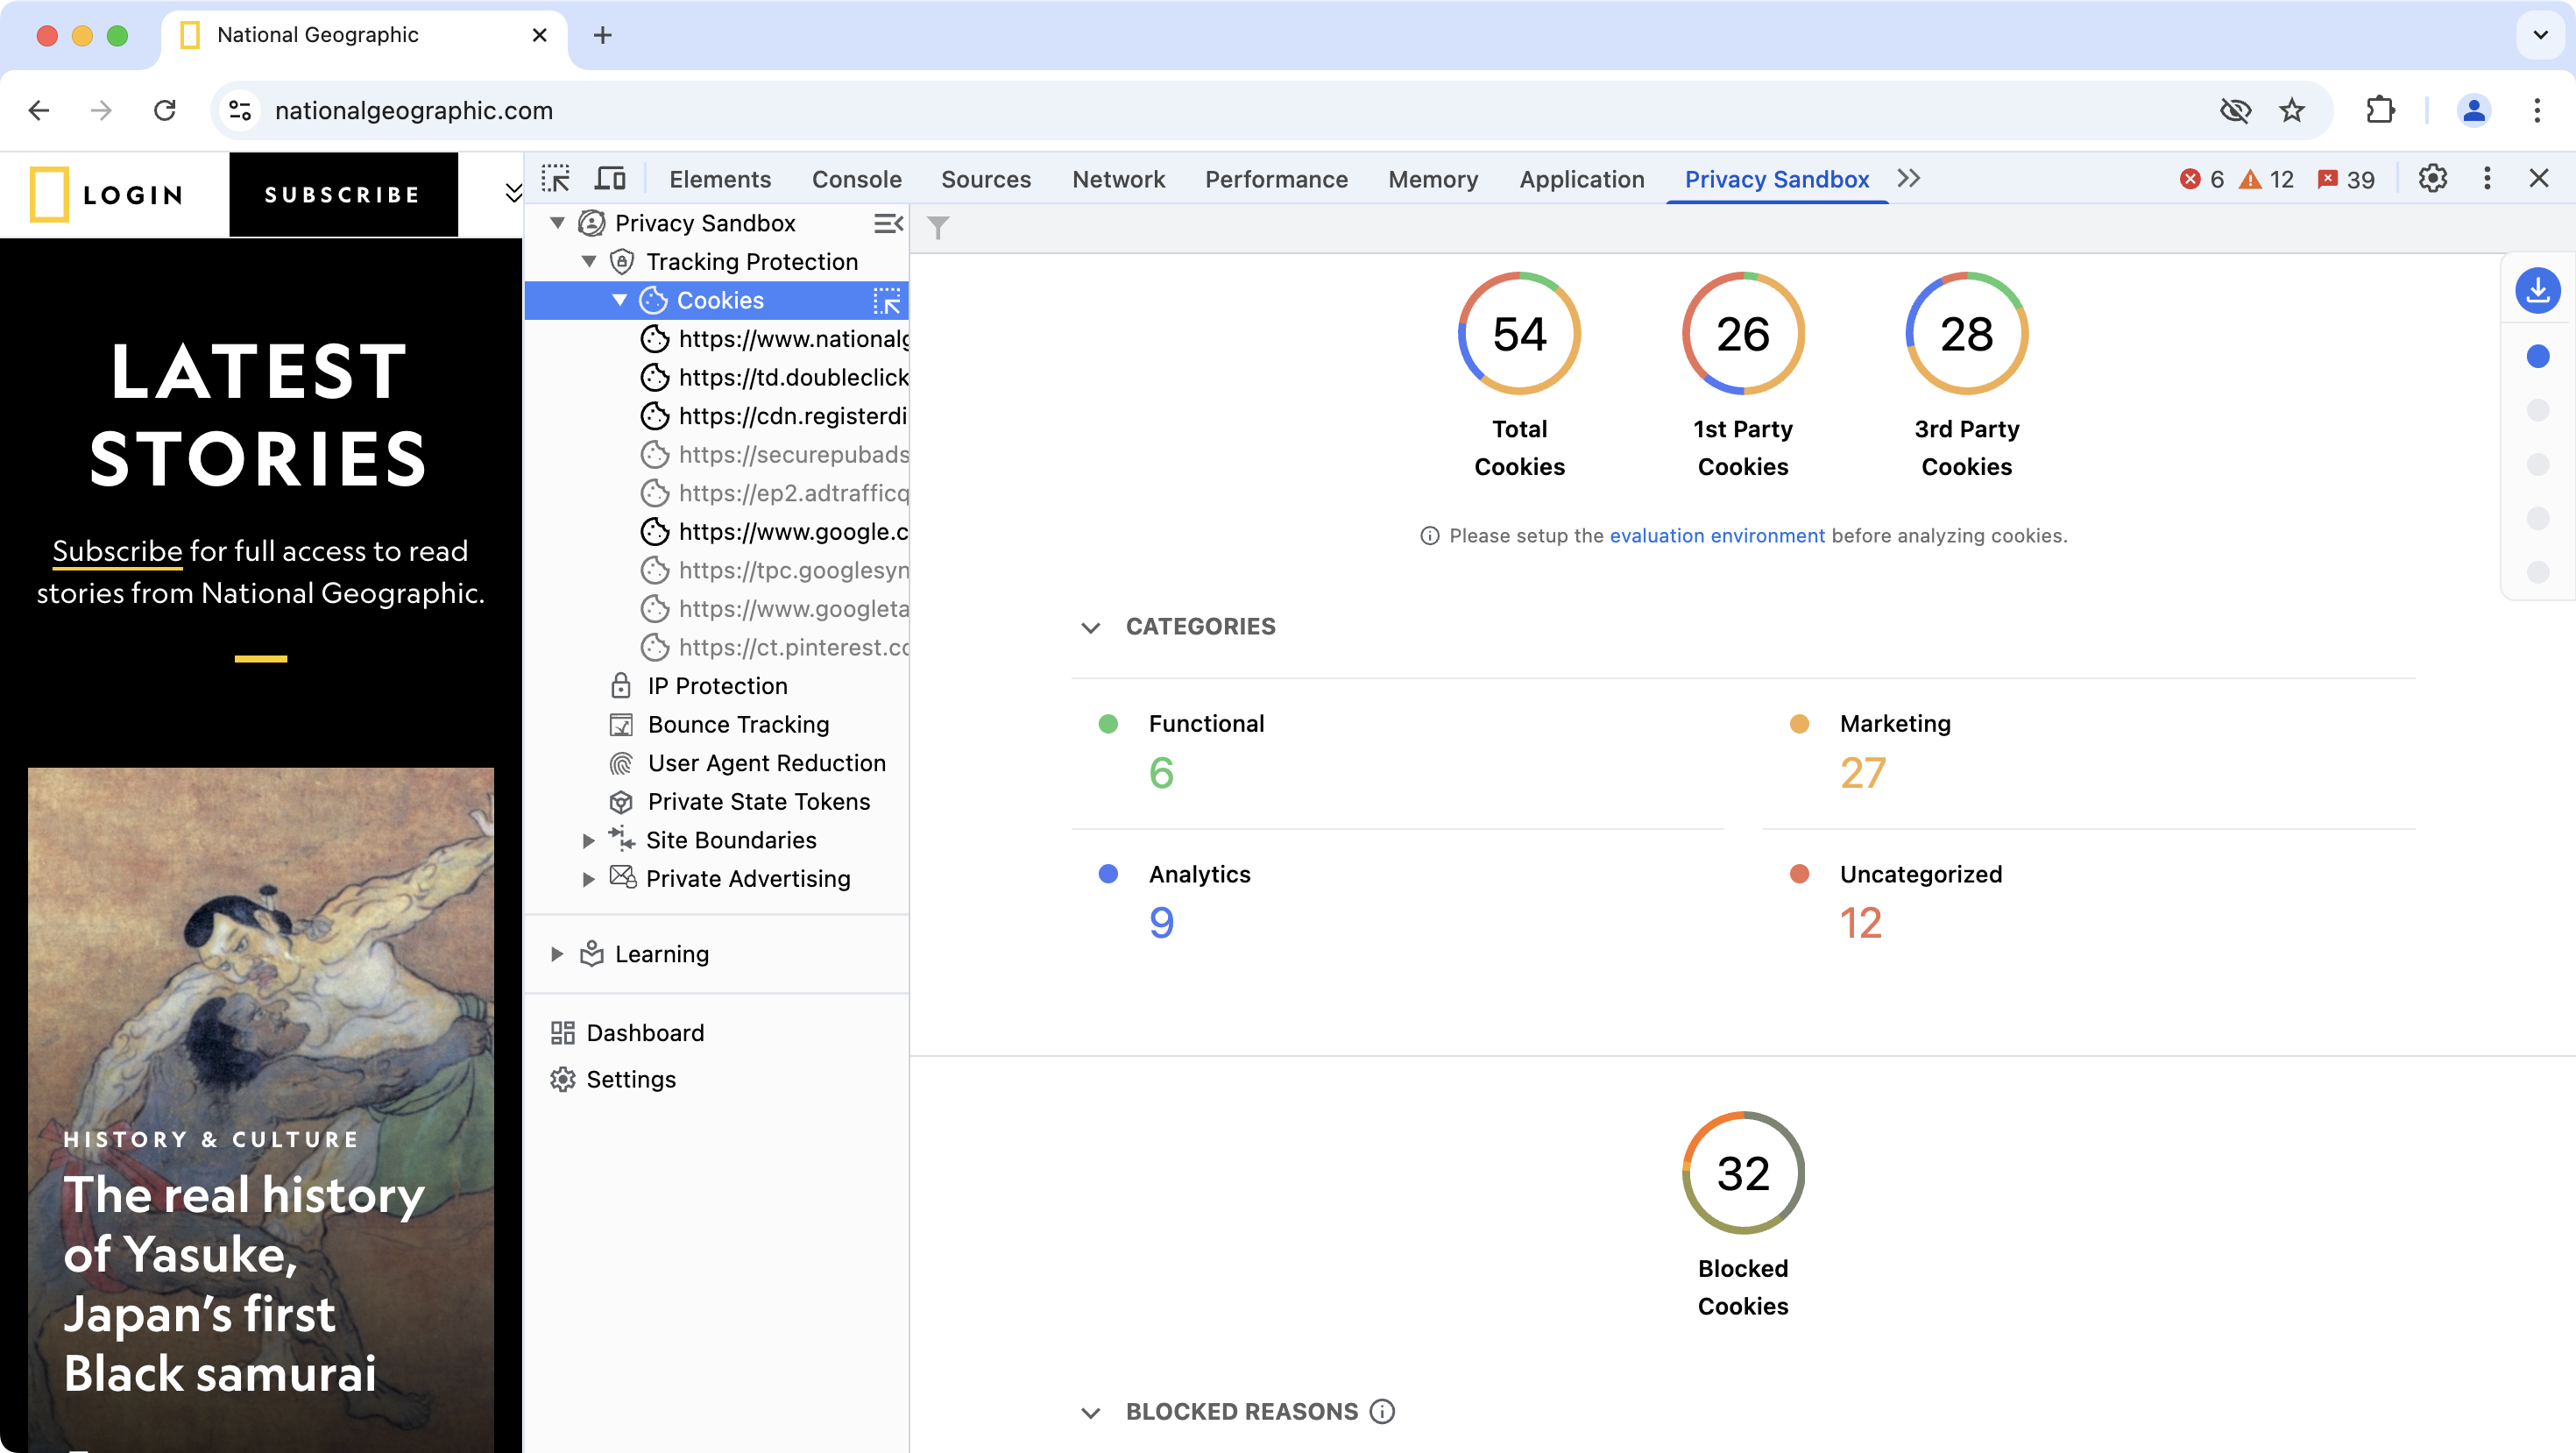 National Geographic
nationalgeographic.com
LOGIN
SUBSCRIBE
LATEST
STORIES
Subscribe for full access to read
stories from National Geographic.
HISTORY & CULTURE
The real history
of Yasuke,
Japan’s first
Black samurai
Elements Console Sources Network Performance Memory Application Privacy Sandbox
6 12 39
Privacy Sandbox
Tracking Protection
Cookies
https://www.nationalg
https://td.doubleclick
https://cdn.registerdi
https://securepubads
https://ep2.adtrafficq
https://www.google.c
https://tpc.googlesyn
https://www.googleta
https://ct.pinterest.co
IP Protection
Bounce Tracking
User Agent Reduction
Private State Tokens
Site Boundaries
Private Advertising
Learning
Dashboard
Settings
54 26 28
Total 1st Party 3rd Party
Cookies Cookies Cookies
Please setup the evaluation environment before analyzing cookies.
CATEGORIES
Functional Marketing
6 27
Analytics Uncategorized
9 12
32
Blocked
Cookies
BLOCKED REASONS